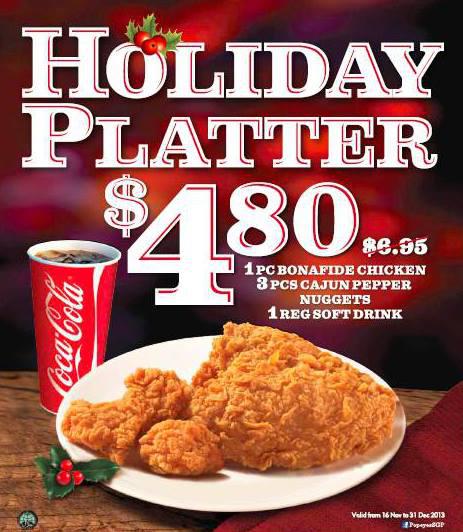 HOLIDAY
PLATTER
$4.80
$6.95
1 PC BONAFIDE CHICKEN
3 PCS CAJUN PEPPER
NUGGETS
1 REG SOFT DRINK
Coca-Cola
Valid from 16 Nov to 31 Dec 2013
PopeyesSGP